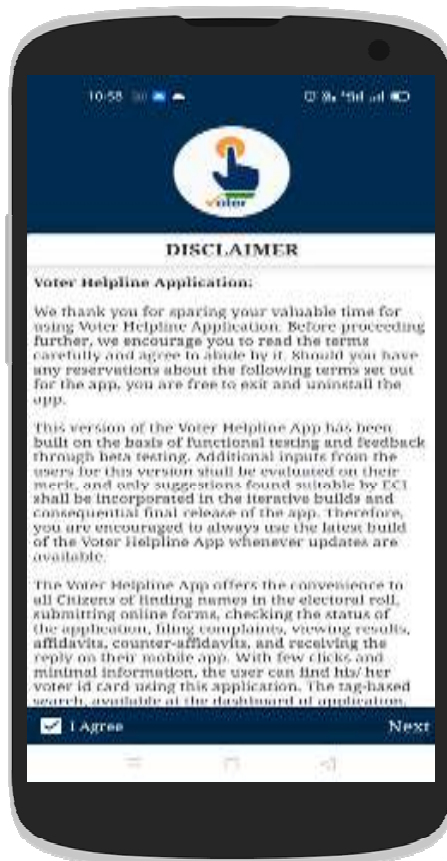 10:58
Voter
DISCLAIMER
Voter Helpline Application:
We thank you for sparing your valuable time for
using Voter Helpline Application. Before proceeding
further, we encourage you to read the terms
carefully and agree to abide by it. Should you have
any reservations about the following terms set out
for the app, you are free to exit and uninstall the
app.
This version of the Voter Helpline App has been
built on the basis of functional testing and feedback
through beta testing. Additional inputs from the
users for this version shall be evaluated on their
merit, and only suggestions found suitable by ECI
shall be incorporated in the iterative builds and
consequential final release of the app. Therefore,
you are encouraged to always use the latest build
of the Voter Helpline App whenever updates are
available.
The Voter Helpline App offers the convenience to
all Citizens of finding names in the electoral roll,
submitting online forms, checking the status of
the application, filing complaints, viewing results,
affidavits, counter-affidavits, and receiving the
reply on their mobile app. With few clicks and
minimal information, the user can find his/ her
voter id card using this application. The tag-based
search, available at the dashboard of application,
I Agree
Next